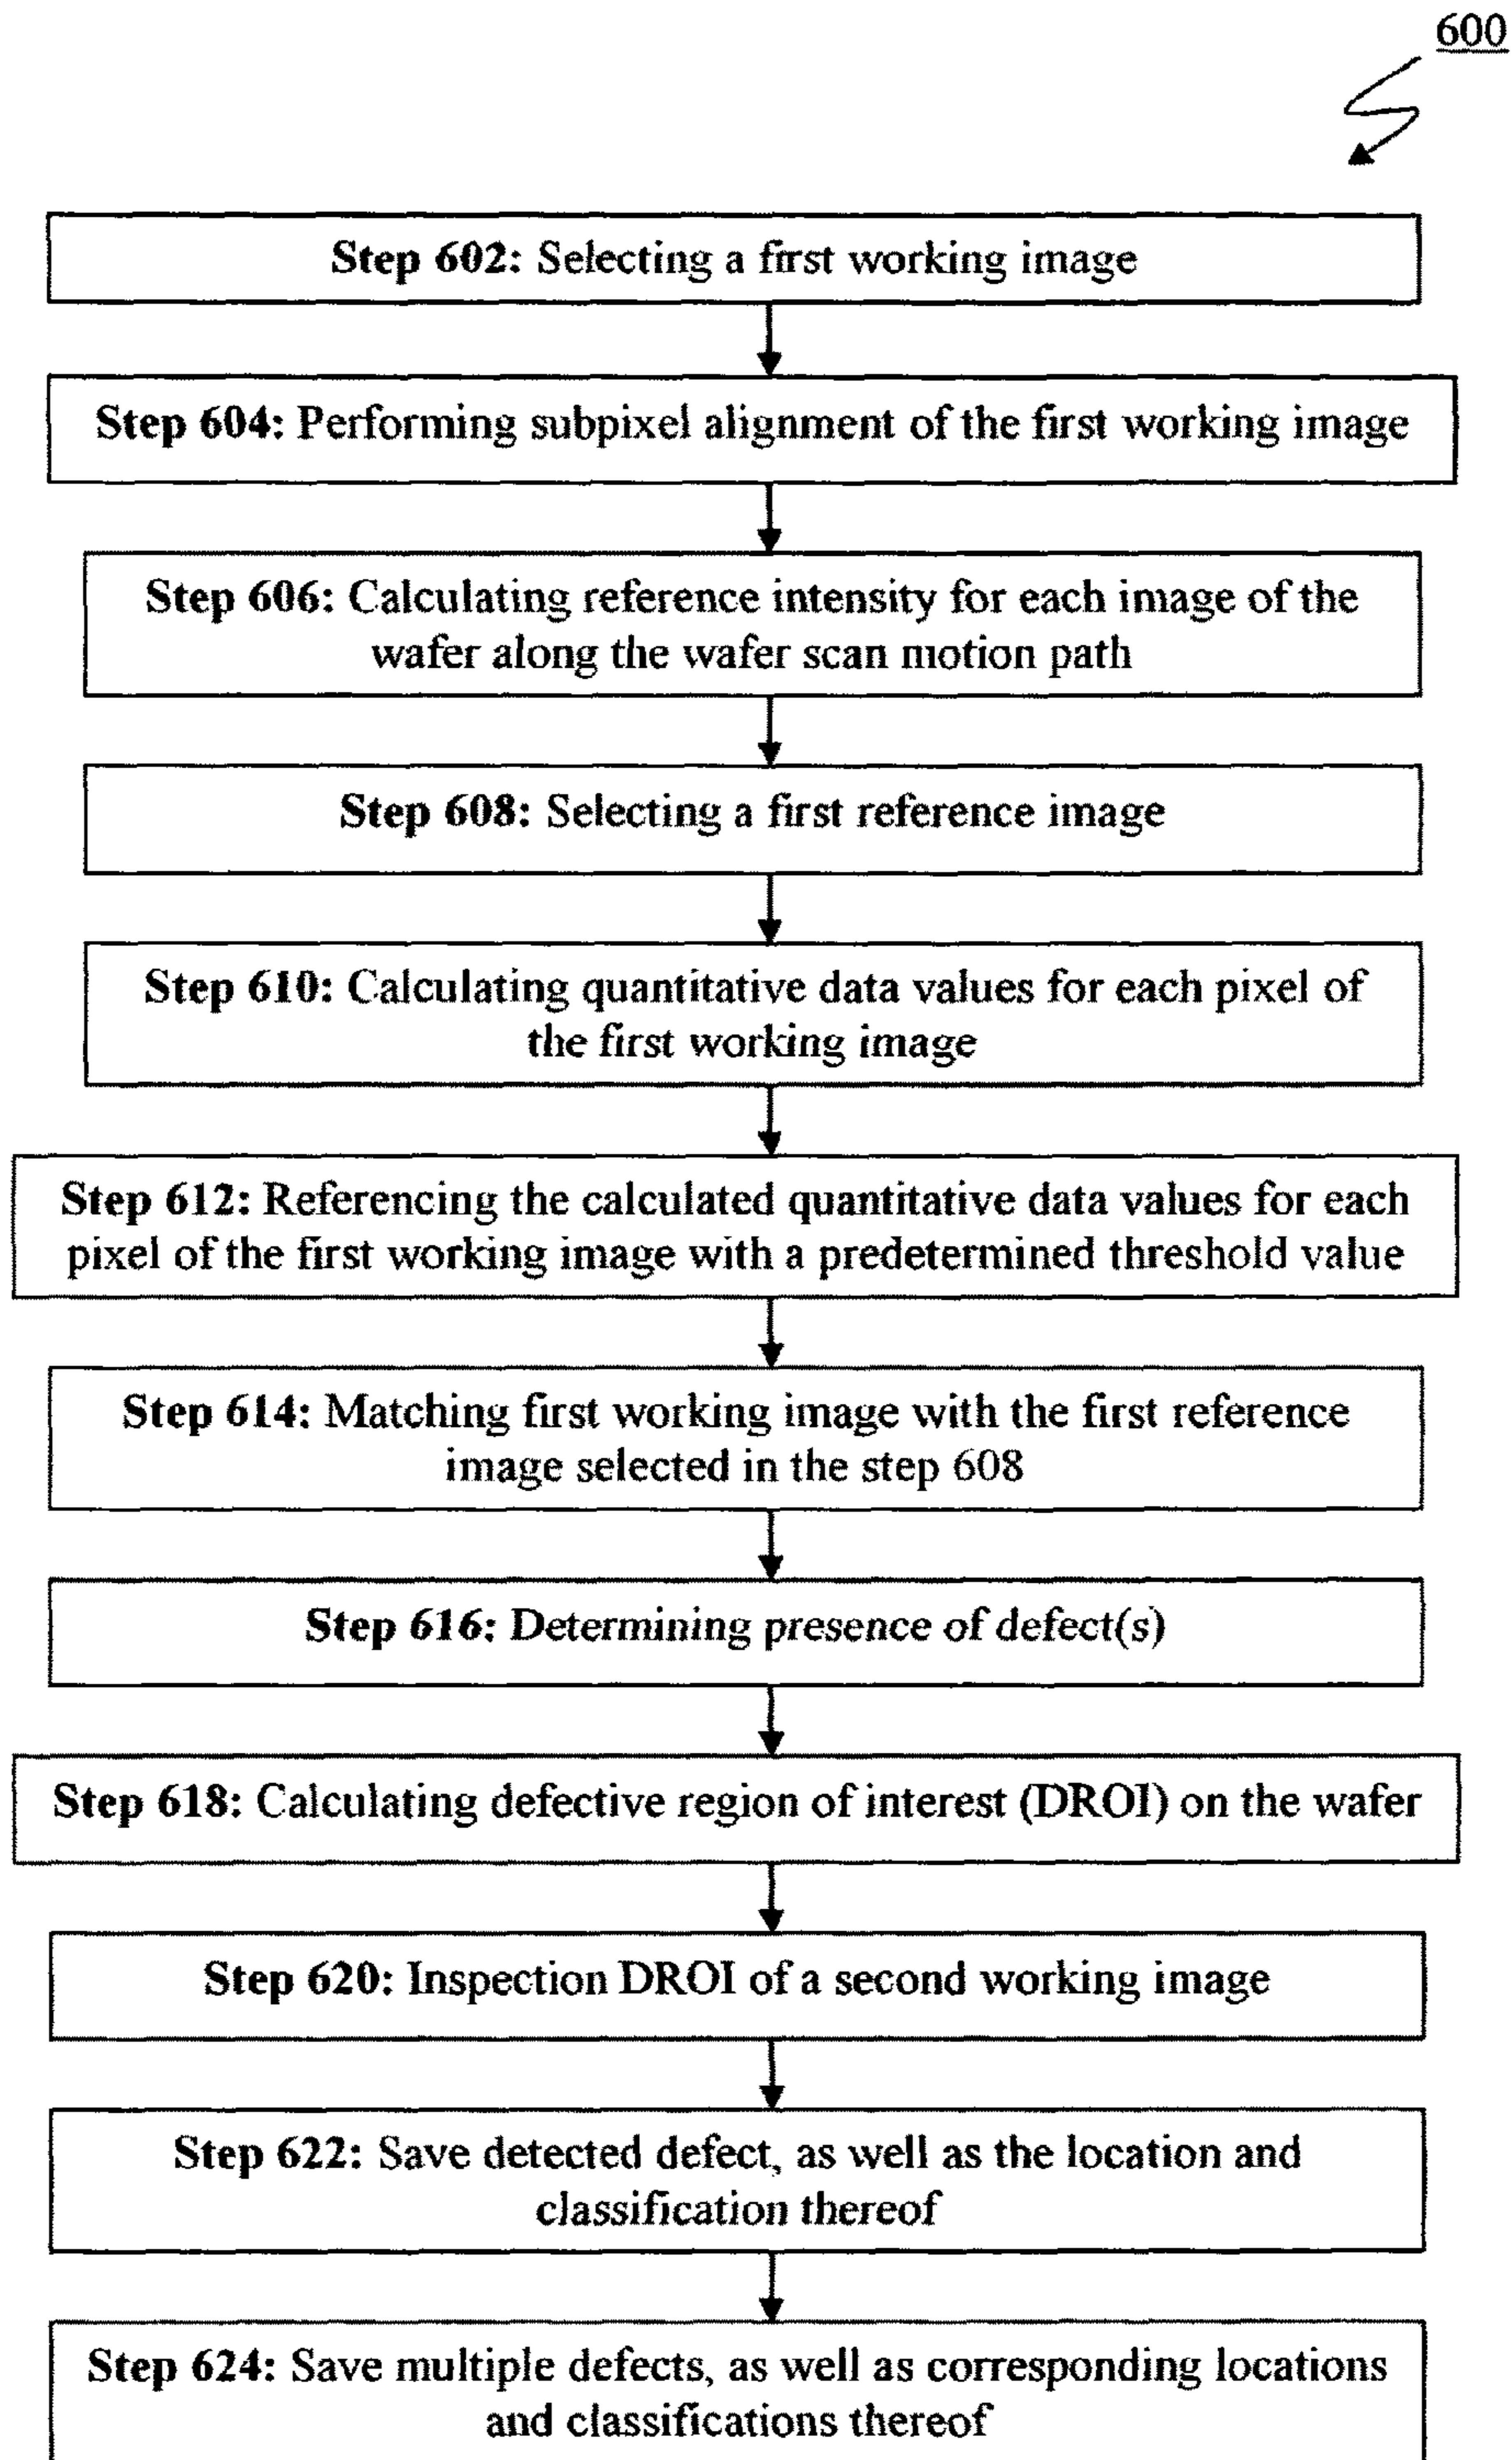 600
Step 602: Selecting a first working image
Step 604: Performing subpixel alignment of the first working image
Step 606: Calculating reference intensity for each image of the
wafer along the wafer scan motion path
Step 608: Selecting a first reference image
Step 610: Calculating quantitative data values for each pixel of
the first working image
Step 612: Referencing the calculated quantitative data values for each
pixel of the first working image with a predetermined threshold value
Step 614: Matching first working image with the first reference
image selected in the step 608
Step 616: Determining presence of defect(s)
Step 618: Calculating defective region of interest (DROI) on the wafer
Step 620: Inspection DROI of a second working image
Step 622: Save detected defect, as well as the location and
classification thereof
Step 624: Save multiple defects, as well as corresponding locations
and classifications thereof